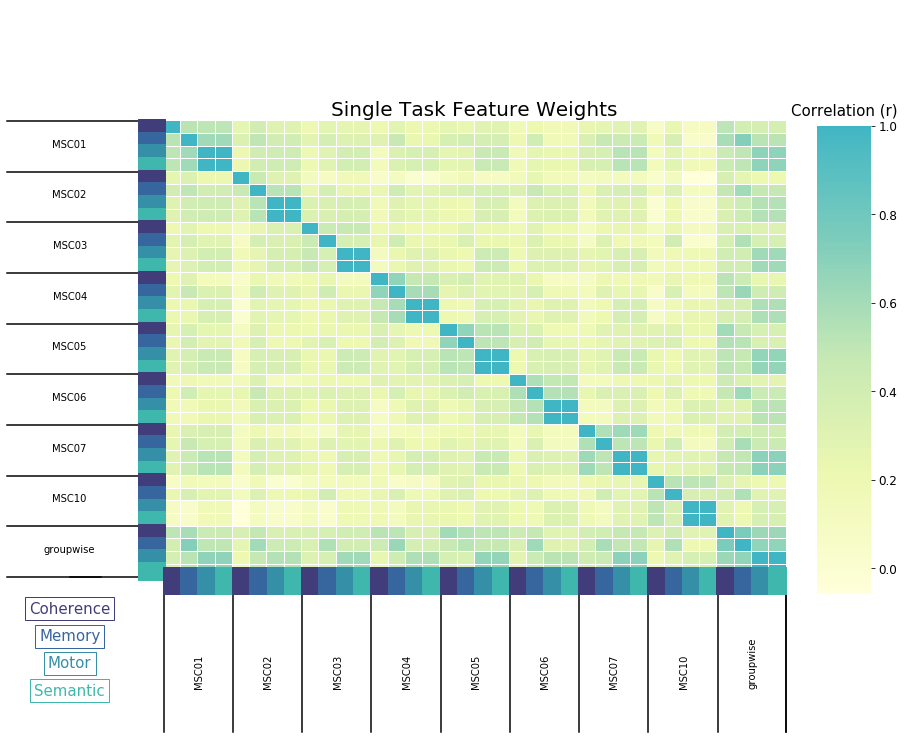 Single Task Feature Weights
Correlation (r)
MSC01
MSC02
MSC03
MSC04
MSC05
MSC06
MSC07
MSC10
groupwise
1.0
0.8
0.6
0.4
0.2
0.0
Coherence
Memory
Motor
Semantic
MSC01
MSC02
MSC03
MSC04
MSC05
MSC06
MSC07
MSC10
groupwise